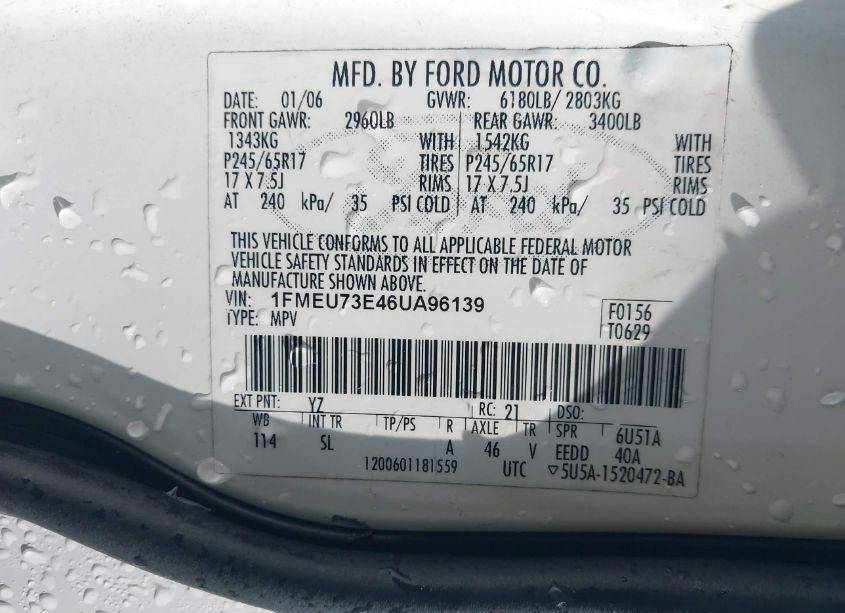 MFD. BY FORD MOTOR CO.
DATE: 01/06 GVWR: 6180LB/ 2803KG
FRONT GAWR: 2960LB REAR GAWR: 3400LB
1343KG WITH 1542KG WITH
P245/65R17 TIRES P245/65R17 TIRES
17 X 7.5J RIMS 17 X 7.5J RIMS
AT 240 kPa/ 35 PSI COLD AT 240 kPa/ 35 PSI COLD
THIS VEHICLE CONFORMS TO ALL APPLICABLE FEDERAL MOTOR
VEHICLE SAFETY STANDARDS IN EFFECT ON THE DATE OF
MANUFACTURE SHOWN ABOVE.
VIN: 1FMEU73E46UA96139 F0156
TYPE: MPV T0629
EXT PNT: YZ RC: 21 DSO:
WB INT TR TP/PS R AXLE TR SPR 6U51A
114 SL A 46 V EEDD 40A
1200601181559 UTC ▽5U5A-1520472-BA